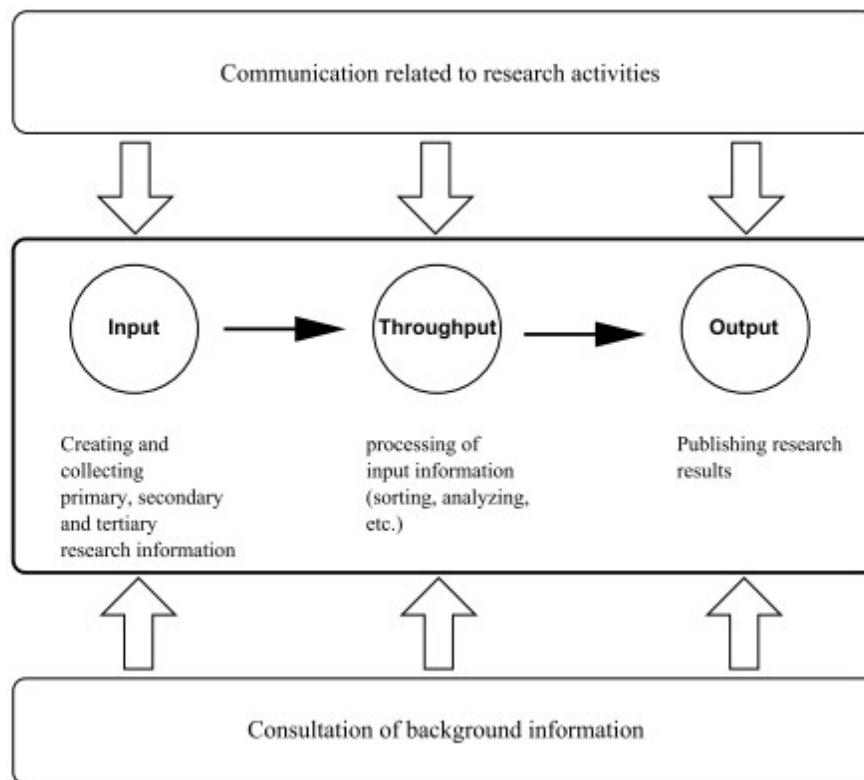 Communication related to research activities
Input
Throughput
Output
Creating and
collecting
primary, secondary
and tertiary
research information
processing of
input information
(sorting, analyzing,
etc.)
Publishing research
results
Consultation of background information